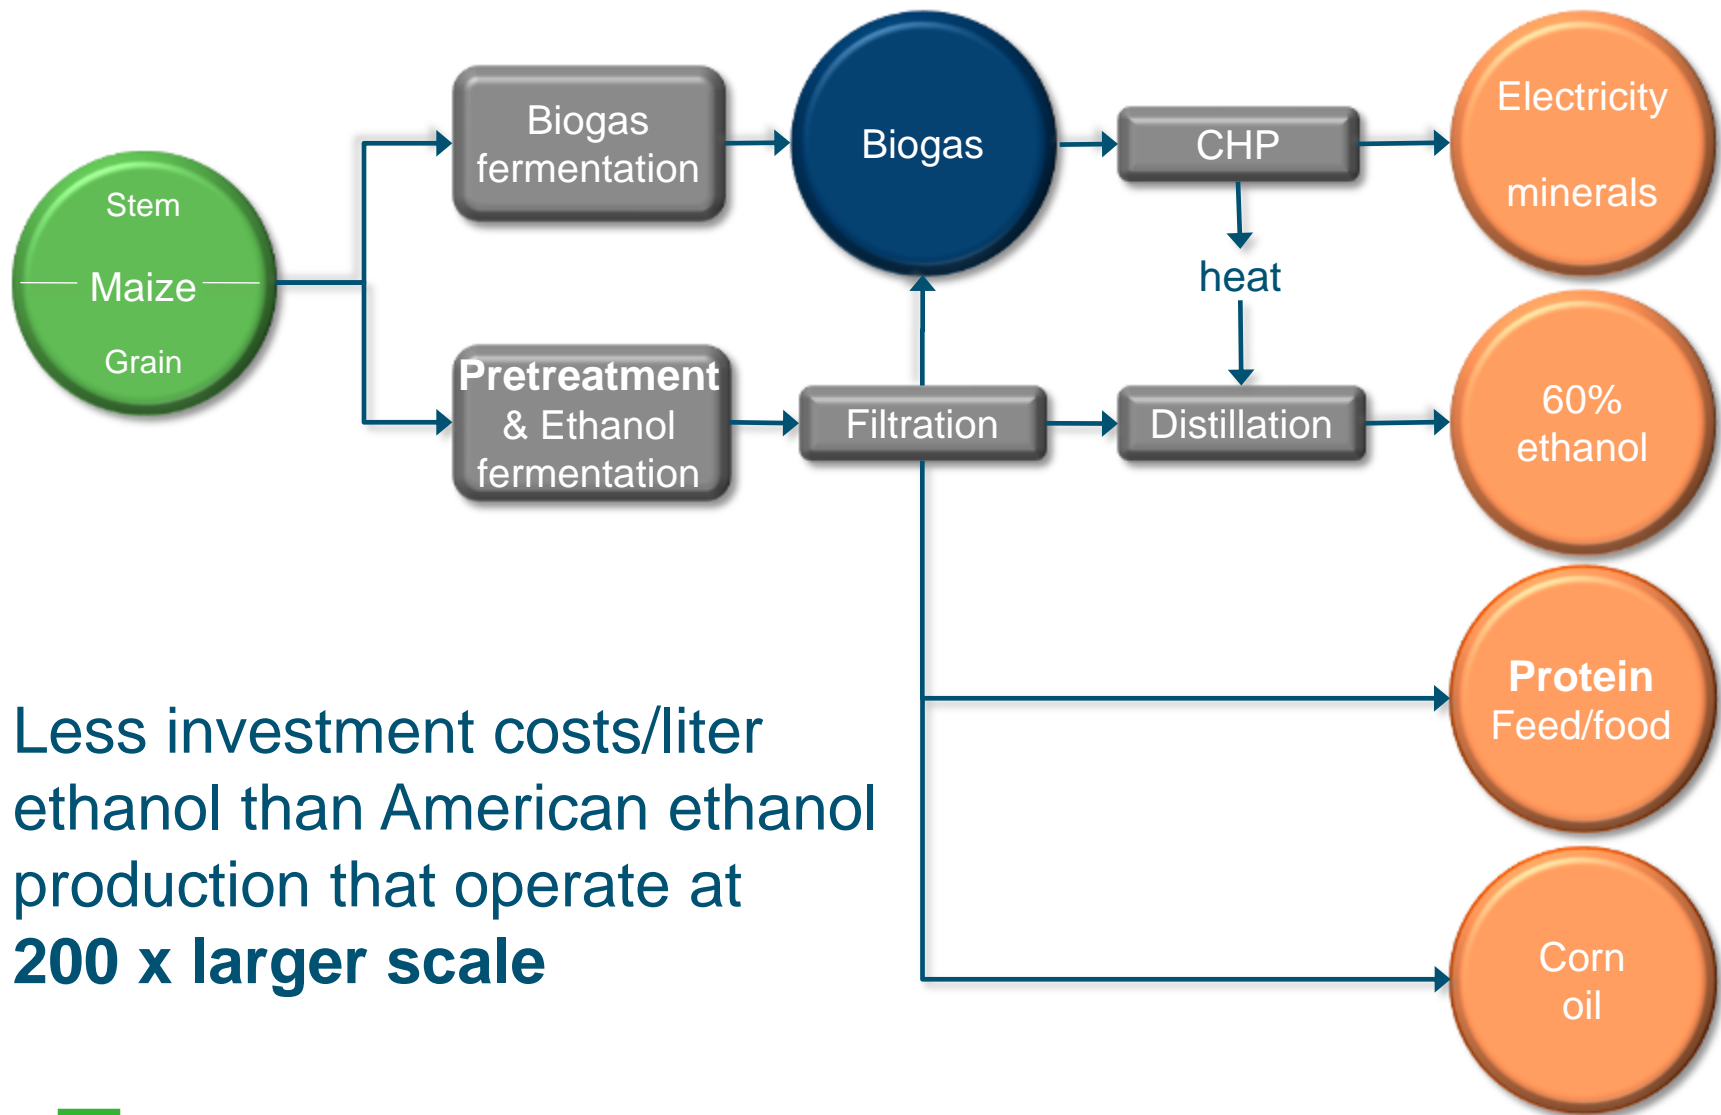 Stem
Maize
Grain
Biogas
fermentation
Biogas
CHP
Electricity
minerals
heat
Pretreatment
& Ethanol
fermentation
Filtration
Distillation
60%
ethanol
Protein
Feed/food
Corn
oil
Less investment costs/liter
ethanol than American ethanol
production that operate at
200 x larger scale